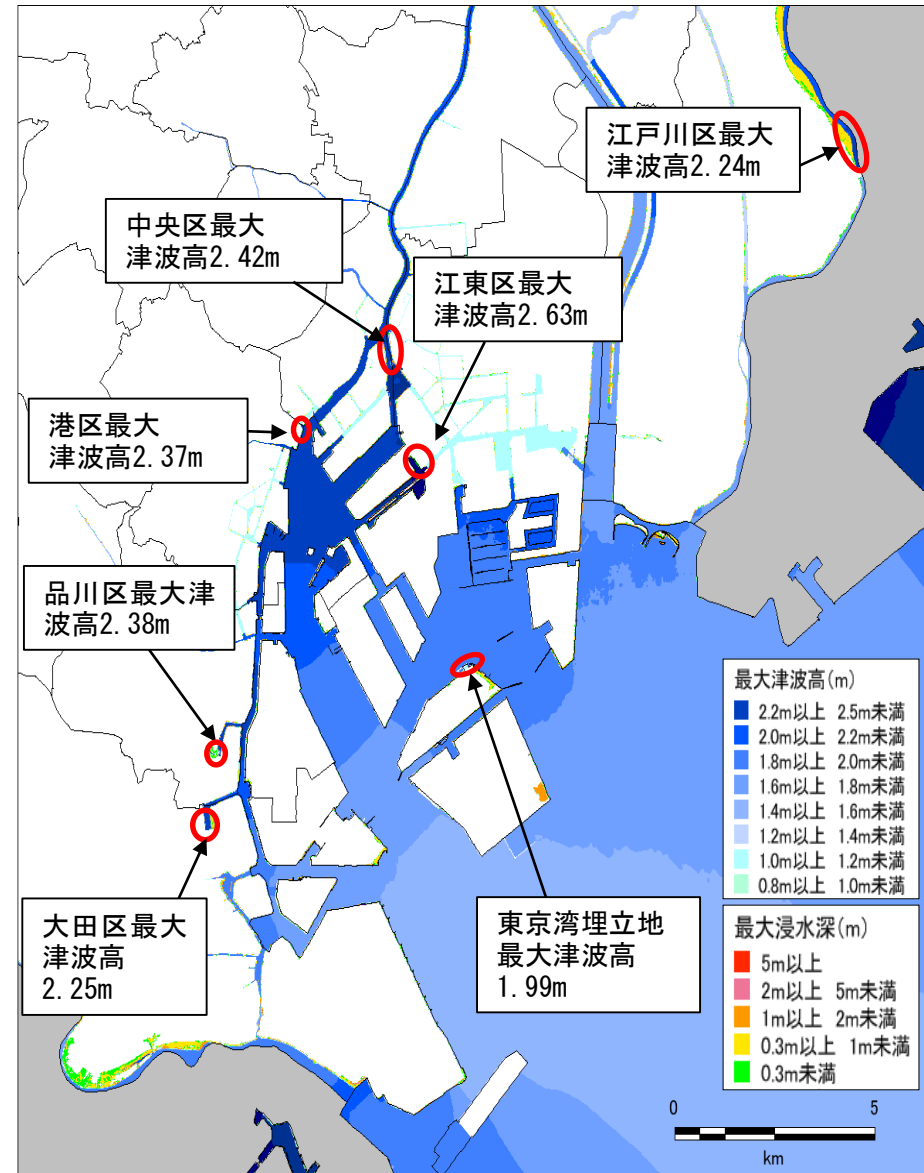 江戸川区最大
津波高2.24m
中央区最大
津波高2.42m
江東区最大
津波高2.63m
港区最大
津波高2.37m
品川区最大津
波高2.38m
大田区最大
津波高
2.25m
東京湾埋立地
最大津波高
1.99m
最大津波高(m)
2.2m以上 2.5m未満
2.0m以上 2.2m未満
1.8m以上 2.0m未満
1.6m以上 1.8m未満
1.4m以上 1.6m未満
1.2m以上 1.4m未満
1.0m以上 1.2m未満
0.8m以上 1.0m未満
最大浸水深(m)
5m以上
2m以上 5m未満
1m以上 2m未満
0.3m以上 1m未満
0.3m未満
0 5
km